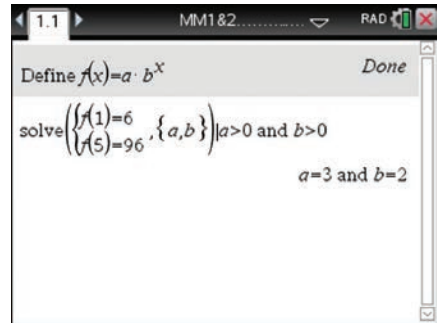 1.1 MM1&2............ RAD
Define f(x)=a· b^x Done
solve({f(1)=6
f(5)=96 ,{a,b})|a>0 and b>0
a=3 and b=2